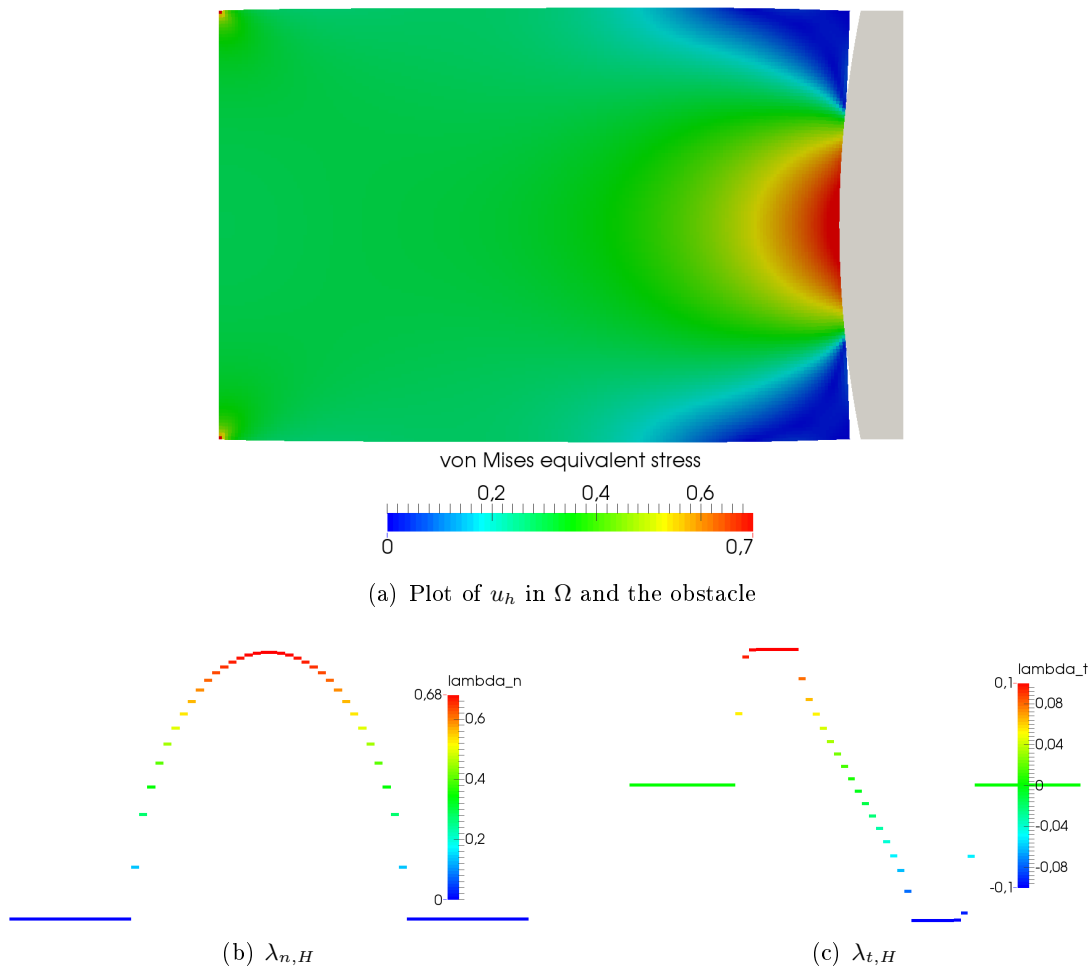 von Mises equivalent stress
0,2 0,4 0,6
0 0,7
(a) Plot of u_h in Ω and the obstacle
lambda_n
0,68
0,6
0,4
0,2
0
(b) λ_{n,H}
lambda_t
0,1
0,08
0,04
0
-0,04
-0,08
-0,1
(c) λ_{t,H}